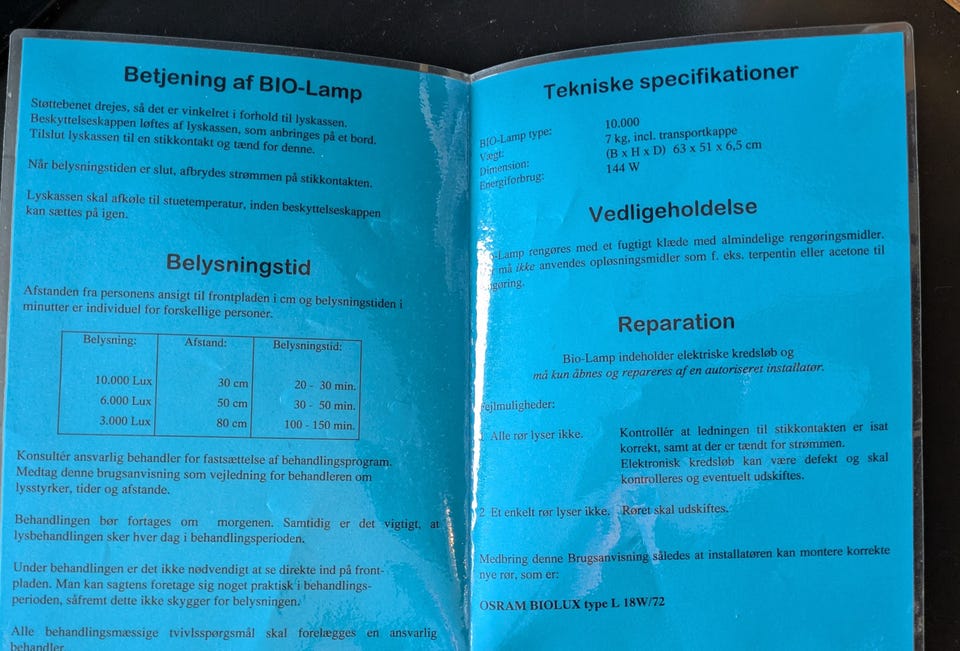 Betjening af BIO-Lamp
Støttebenet drejes, så det er vinkelret i forhold til lyskassen.
Beskyttelseskappen løftes af lyskassen, som anbringes på et bord.
Tilslut lyskassen til en stikkontakt og tænd for denne.
Når belysningstiden er slut, afbrydes strømmen på stikkontakten.
Lyskassen skal afkøle til stuetemperatur, inden beskyttelseskappen
kan sættes på igen.
Belysningstid
Afstanden fra personens ansigt til frontpladen i cm og belysningstiden i
minutter er individuel for forskellige personer.
Belysning: Afstand: Belysningstid:
10.000 Lux 30 cm 20 - 30 min.
6.000 Lux 50 cm 30 - 50 min.
3.000 Lux 80 cm 100 - 150 min.
Konsultér ansvarlig behandler for fastsættelse af behandlingsprogram.
Medtag denne brugsanvisning som vejledning for behandleren om
lysstyrker, tider og afstande.
Behandlingen bør fortages om morgenen. Samtidig er det vigtigt, at
lysbehandlingen sker hver dag i behandlingsperioden.
Under behandlingen er det ikke nødvendigt at se direkte ind på front-
pladen. Man kan sagtens foretage sig noget praktisk i behandlings-
perioden, såfremt dette ikke skygger for belysningen.
Alle behandlingsmæssige tvivlsspørgsmål skal forelægges en ansvarlig
behandler.
Tekniske specifikationer
BIO-Lamp type: 10.000
Vægt: 7 kg, incl. transportkappe
Dimension: (B x H x D) 63 x 51 x 6,5 cm
Energiforbrug: 144 W
Vedligeholdelse
-Lamp rengøres med et fugtigt klæde med almindelige rengøringsmidler.
må ikke anvendes opløsningsmidler som f. eks. terpentin eller acetone til
gøring.
Reparation
Bio-Lamp indeholder elektriske kredsløb og
må kun åbnes og repareres af en autoriseret installatør.
Fejlmuligheder:
1 Alle rør lyser ikke. Kontrollér at ledningen til stikkontakten er isat
korrekt, samt at der er tændt for strømmen.
Elektronisk kredsløb kan være defekt og skal
kontrolleres og eventuelt udskiftes.
2 Et enkelt rør lyser ikke. Røret skal udskiftes.
Medbring denne Brugsanvisning således at installatøren kan montere korrekte
nye rør, som er:
OSRAM BIOLUX type L 18W/72